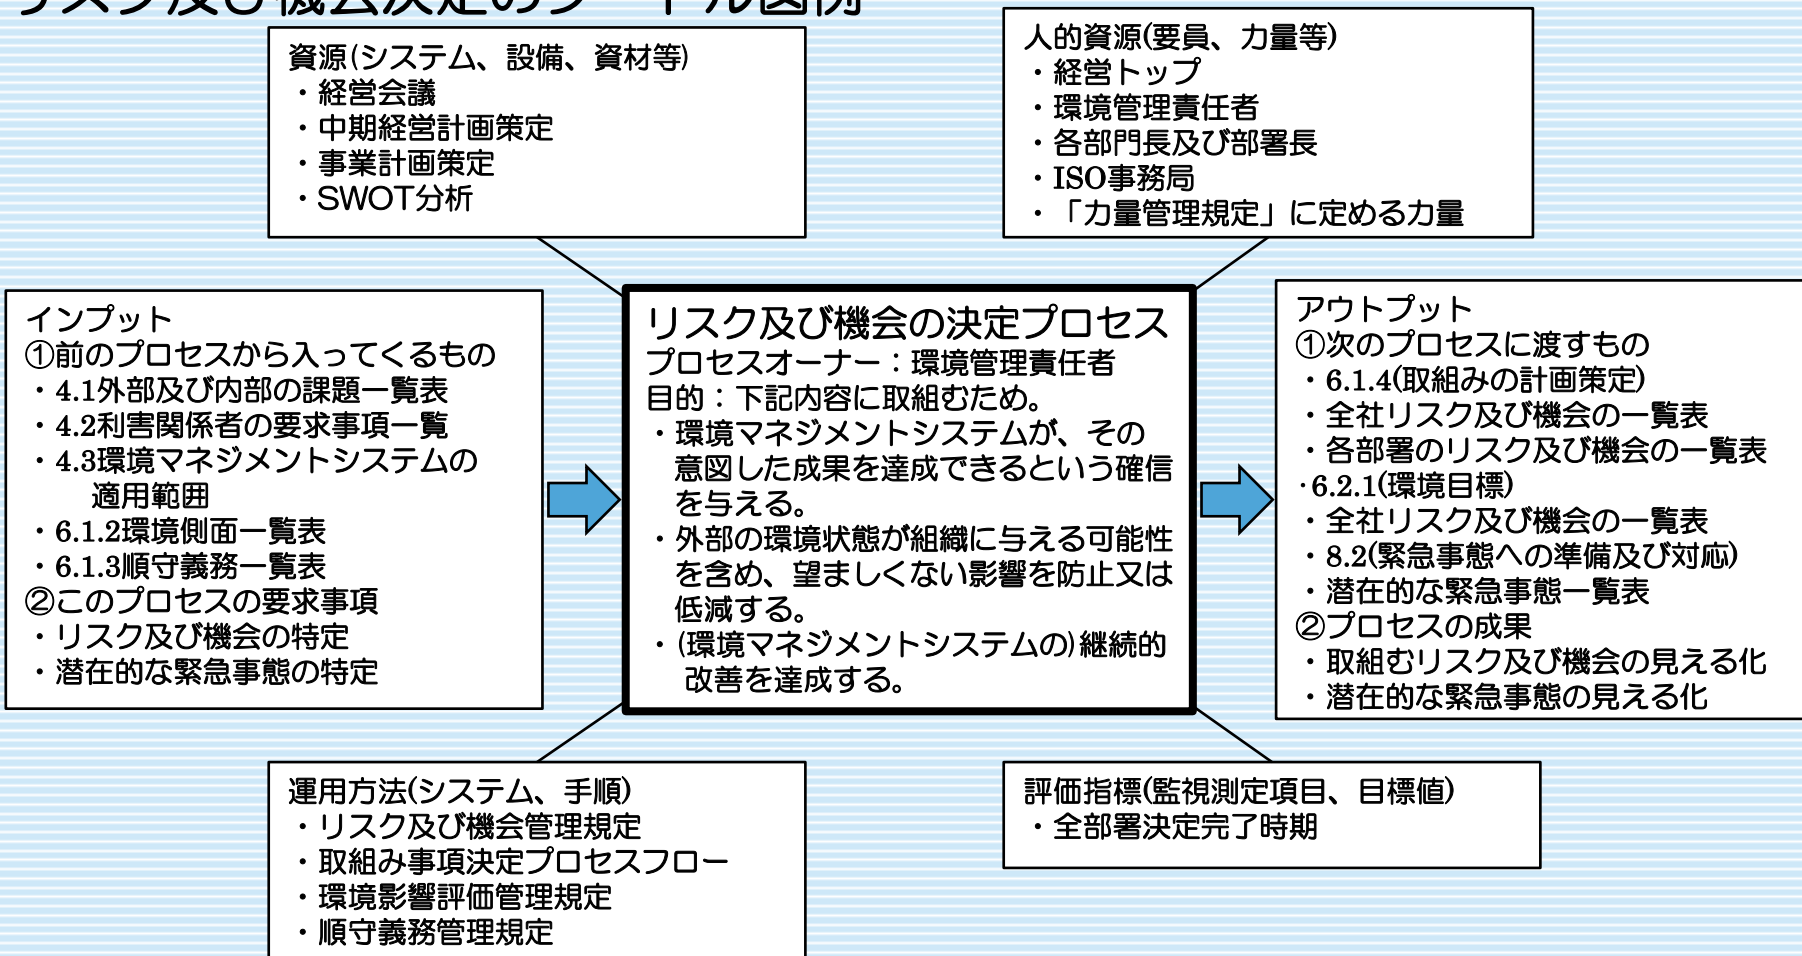 リスク及び機会決定のタートル図例
資源(システム、設備、資材等)
・経営会議
・中期経営計画策定
・事業計画策定
・SWOT分析
人的資源(要員、力量等)
・経営トップ
・環境管理責任者
・各部門長及び部署長
・ISO事務局
・「力量管理規定」に定める力量
インプット
①前のプロセスから入ってくるもの
・4.1外部及び内部の課題一覧表
・4.2利害関係者の要求事項一覧
・4.3環境マネジメントシステムの
適用範囲
・6.1.2環境側面一覧表
・6.1.3順守義務一覧表
②このプロセスの要求事項
・リスク及び機会の特定
・潜在的な緊急事態の特定
リスク及び機会の決定プロセス
プロセスオーナー：環境管理責任者
目的：下記内容に取組むため。
・環境マネジメントシステムが、その
意図した成果を達成できるという確信
を与える。
・外部の環境状態が組織に与える可能性
を含め、望ましくない影響を防止又は
低減する。
・(環境マネジメントシステムの)継続的
改善を達成する。
アウトプット
①次のプロセスに渡すもの
・6.1.4(取組みの計画策定)
・全社リスク及び機会の一覧表
・各部署のリスク及び機会の一覧表
・6.2.1(環境目標)
・全社リスク及び機会の一覧表
・8.2(緊急事態への準備及び対応)
・潜在的な緊急事態一覧表
②プロセスの成果
・取組むリスク及び機会の見える化
・潜在的な緊急事態の見える化
運用方法(システム、手順)
・リスク及び機会管理規定
・取組み事項決定プロセスフロー
・環境影響評価管理規定
・順守義務管理規定
評価指標(監視測定項目、目標値)
・全部署決定完了時期